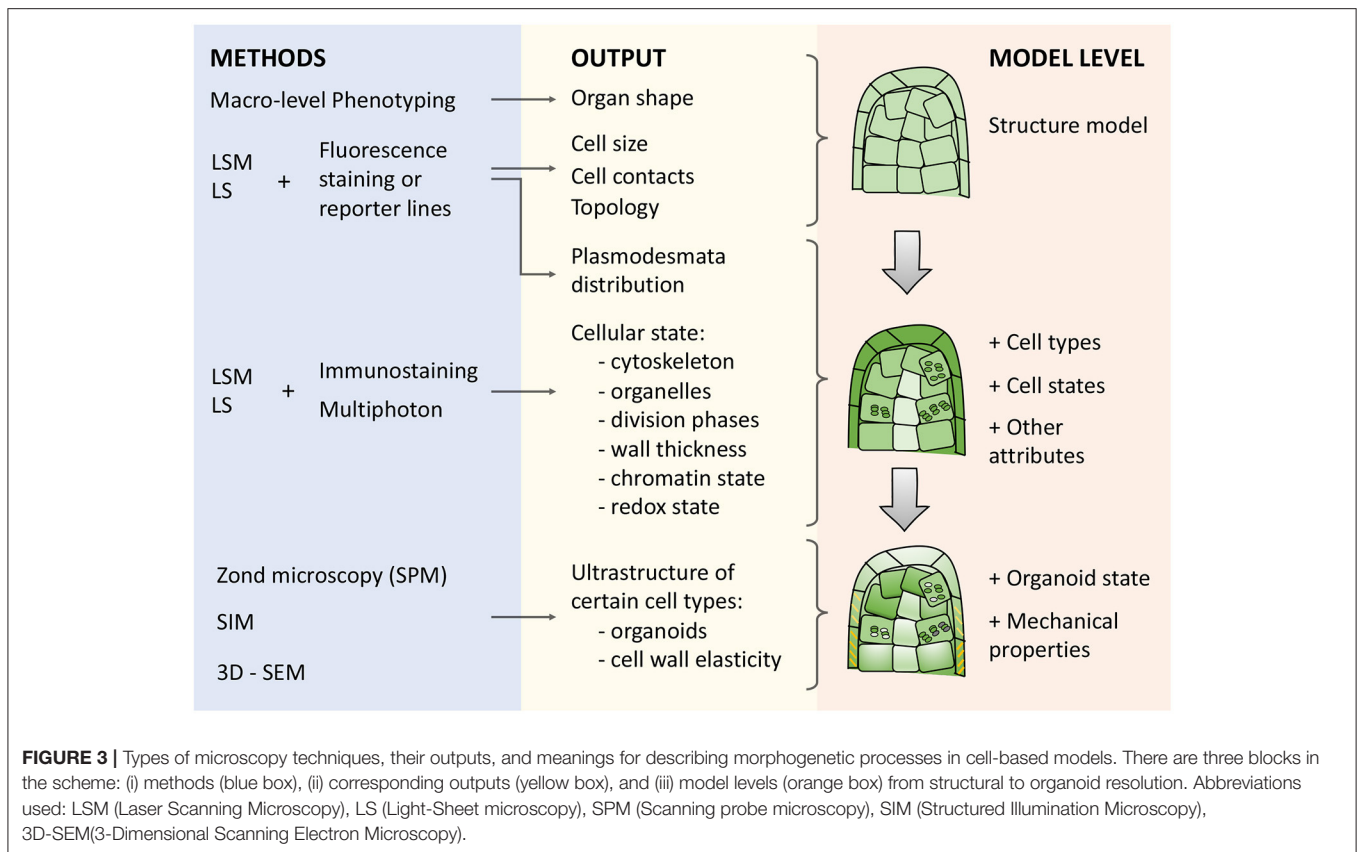 METHODS
Macro-level Phenotyping
LSM
LS
+
Fluorescence
staining or
reporter lines
LSM
LS
+
Immunostaining
Multiphoton
Zond microscopy (SPM)
SIM
3D - SEM
OUTPUT
Organ shape
Cell size
Cell contacts
Topology
Plasmodesmata
distribution
Cellular state:
- cytoskeleton
- organelles
- division phases
- wall thickness
- chromatin state
- redox state
Ultrastructure of
certain cell types:
- organoids
- cell wall elasticity
MODEL LEVEL
Structure model
+ Cell types
+ Cell states
+ Other
attributes
+ Organoid state
+ Mechanical
properties
FIGURE 3 | Types of microscopy techniques, their outputs, and meanings for describing morphogenetic processes in cell-based models. There are three blocks in
the scheme: (i) methods (blue box), (ii) corresponding outputs (yellow box), and (iii) model levels (orange box) from structural to organoid resolution. Abbreviations
used: LSM (Laser Scanning Microscopy), LS (Light-Sheet microscopy), SPM (Scanning probe microscopy), SIM (Structured Illumination Microscopy),
3D-SEM(3-Dimensional Scanning Electron Microscopy).